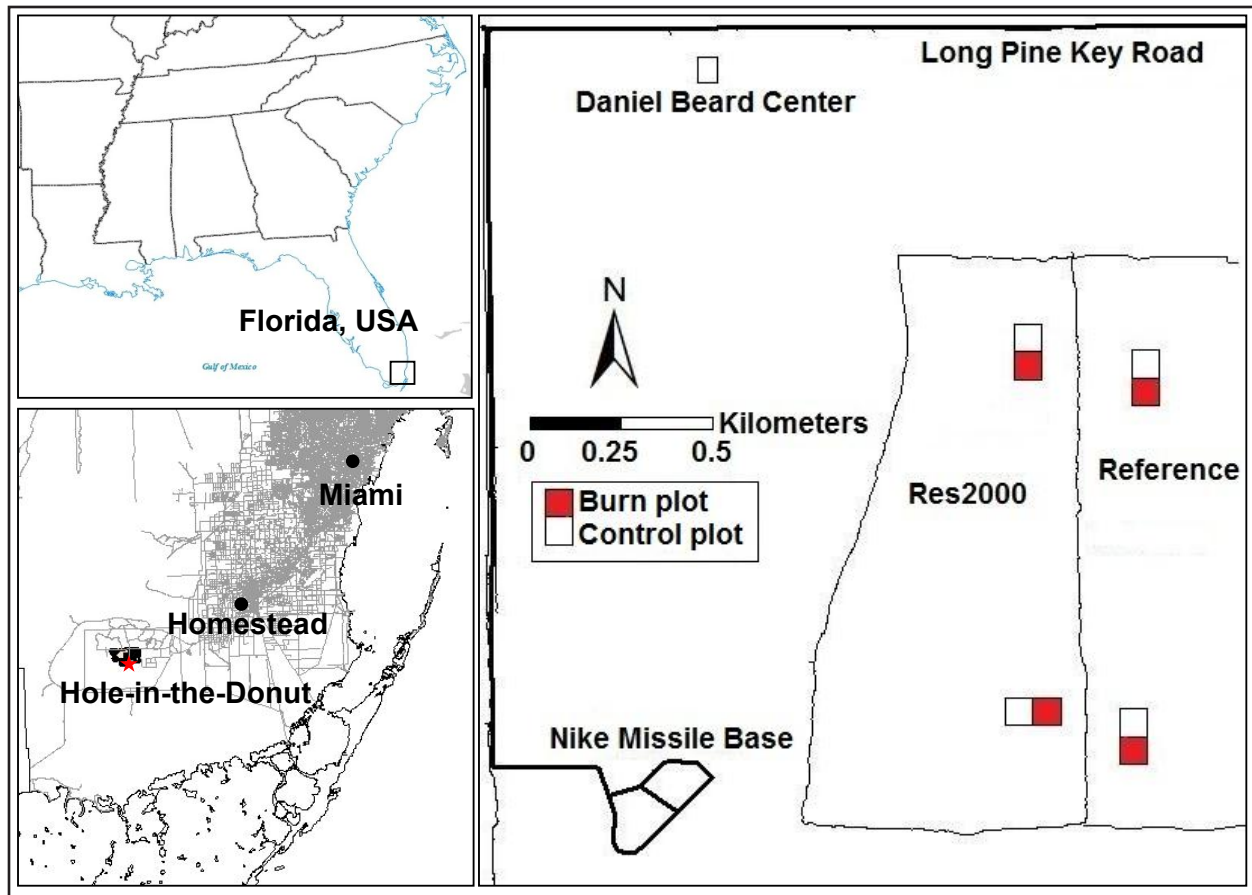 Florida, USA
Gulf of Mexico
Miami
Homestead
Hole-in-the-Donut
Long Pine Key Road
Daniel Beard Center
N
Kilometers
0 0.25 0.5
Burn plot
Control plot
Res2000
Reference
Nike Missile Base